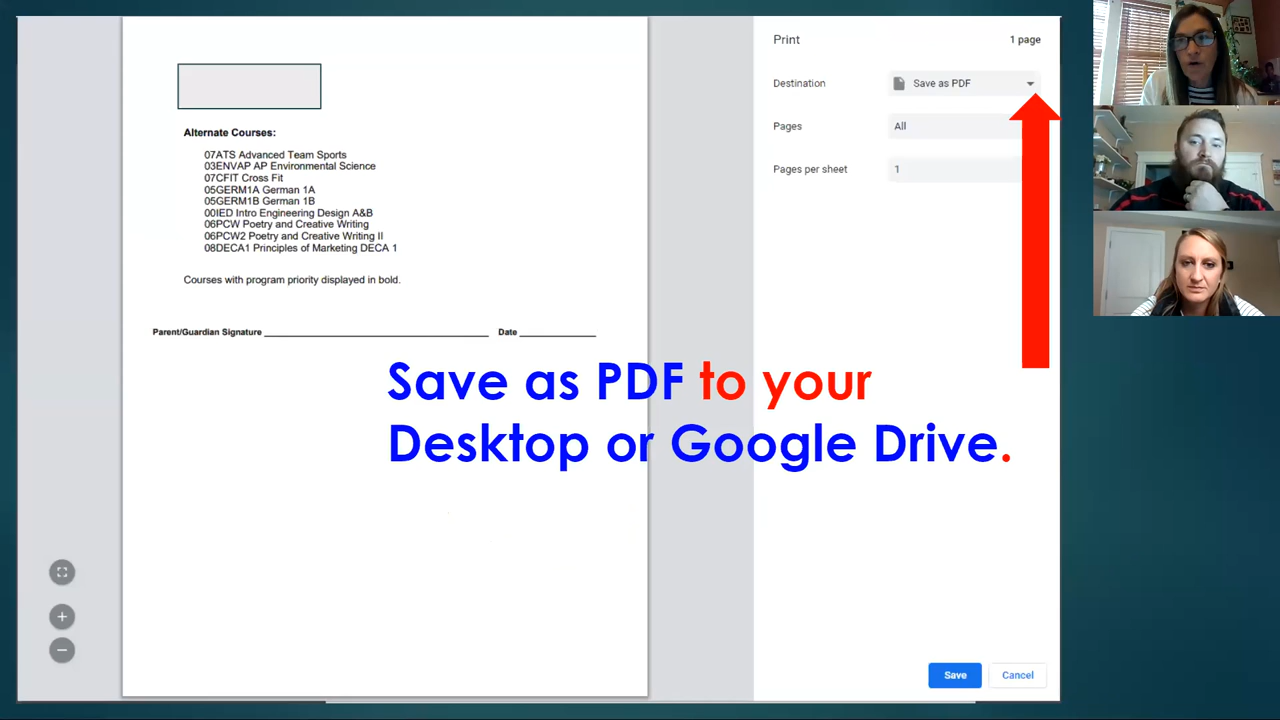 Alternate Courses:
07ATS Advanced Team Sports
03ENVAP AP Environmental Science
07CFIT Cross Fit
05GERM1A German 1A
05GERM1B German 1B
00IED Intro Engineering Design A&B
06PCW Poetry and Creative Writing
06PCW2 Poetry and Creative Writing II
08DECA1 Principles of Marketing DECA 1
Courses with program priority displayed in bold.
Parent/Guardian Signature Date
Print 1 page
Destination Save as PDF
Pages All
Pages per sheet 1
Save as PDF to your
Desktop or Google Drive.
Save Cancel